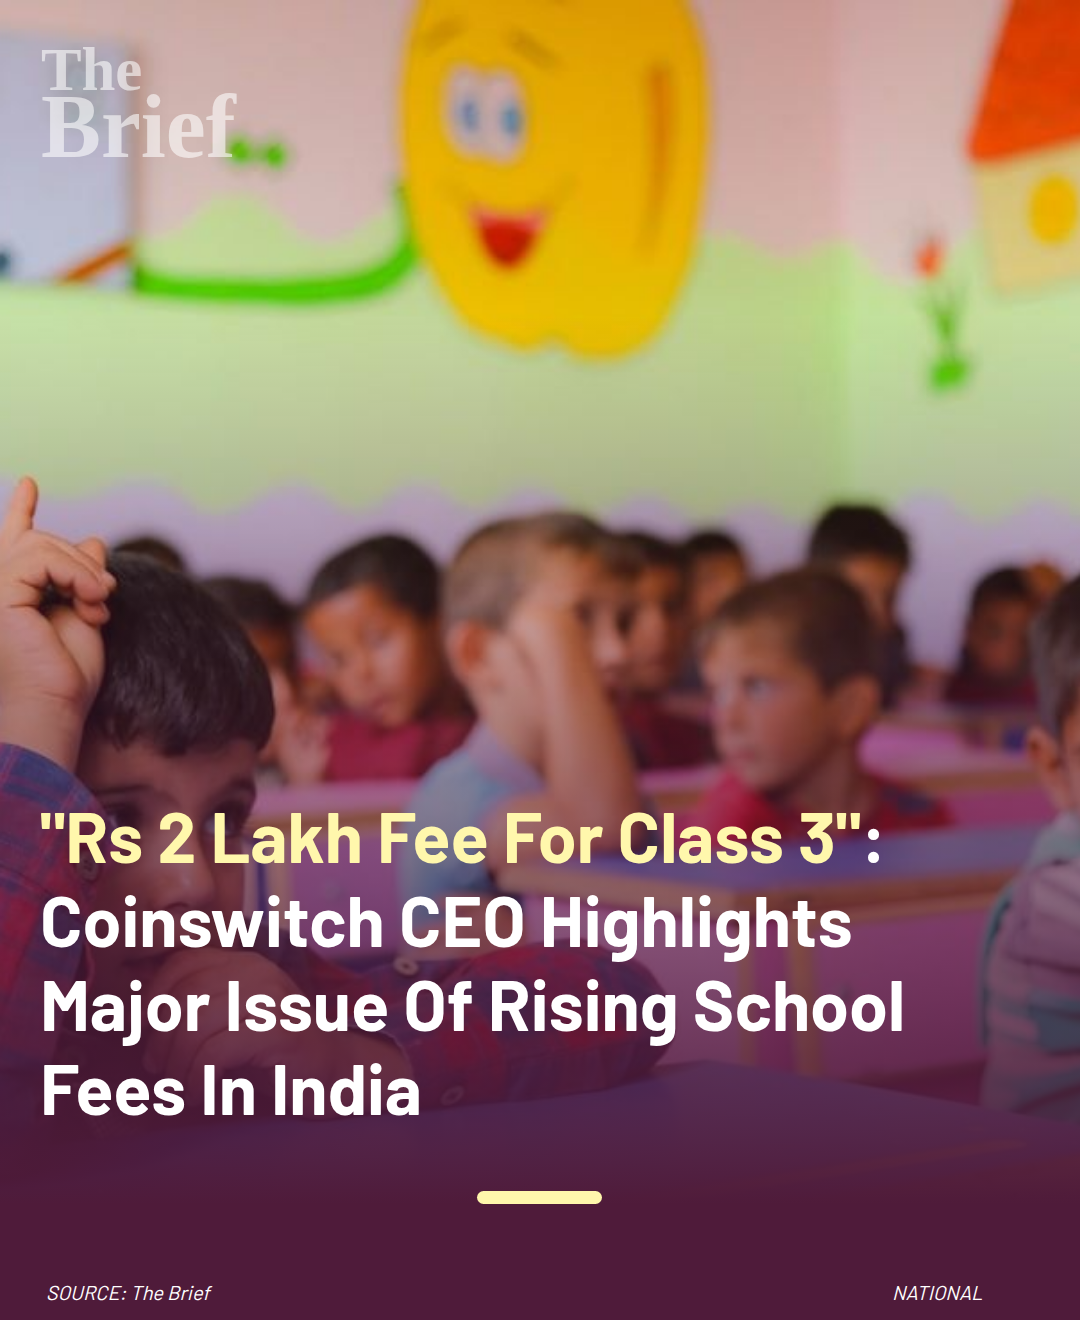 The
Brief
"Rs 2 Lakh Fee For Class 3":
Coinswitch CEO Highlights
Major Issue Of Rising School
Fees In India
SOURCE: The Brief
NATIONAL